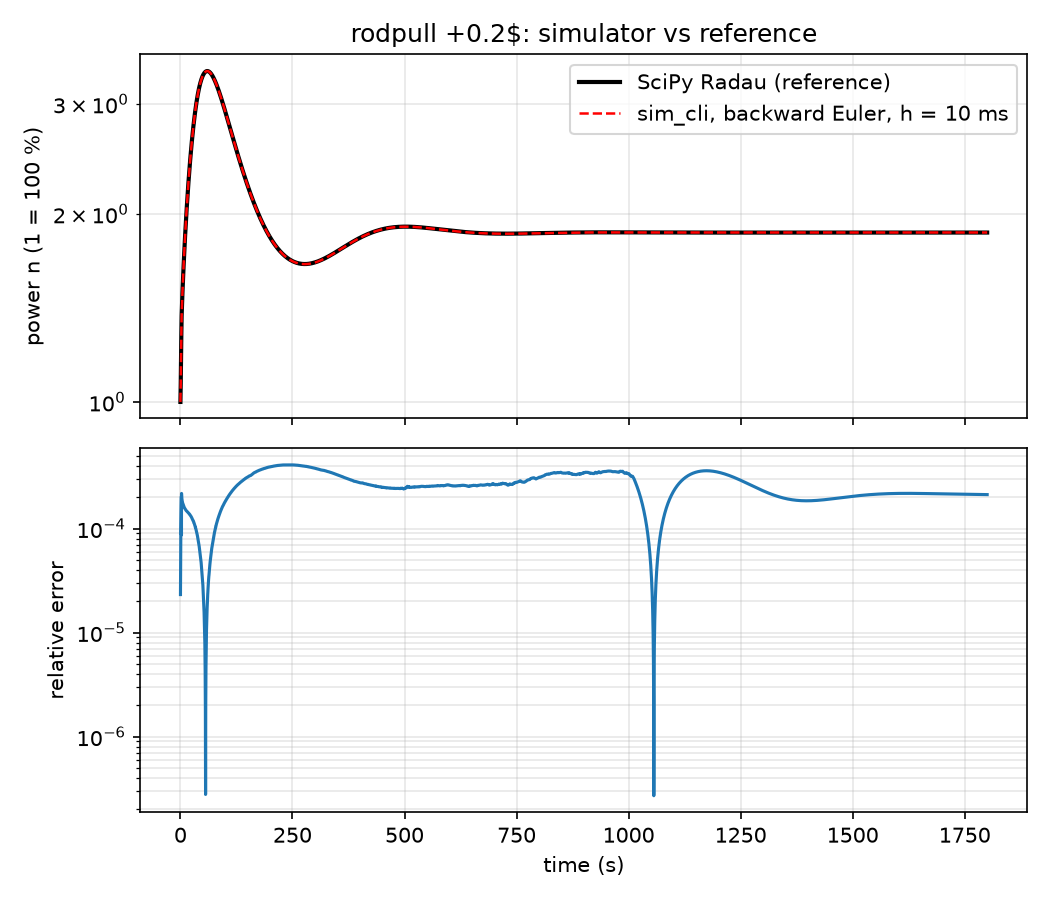 rodpull +0.2$: simulator vs reference
SciPy Radau (reference)
sim_cli, backward Euler, h = 10 ms
power n (1 = 100 %)
3 × 10⁰
2 × 10⁰
10⁰
relative error
10⁻⁴
10⁻⁵
10⁻⁶
0 250 500 750 1000 1250 1500 1750
time (s)